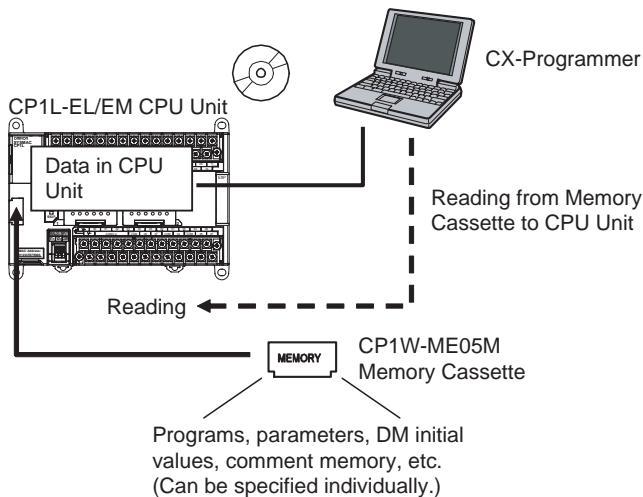 CX-Programmer
CP1L-EL/EM CPU Unit
Data in CPU
Unit
Reading from Memory
Cassette to CPU Unit
Reading
MEMORY
CP1W-ME05M
Memory Cassette
Programs, parameters, DM initial
values, comment memory, etc.
(Can be specified individually.)